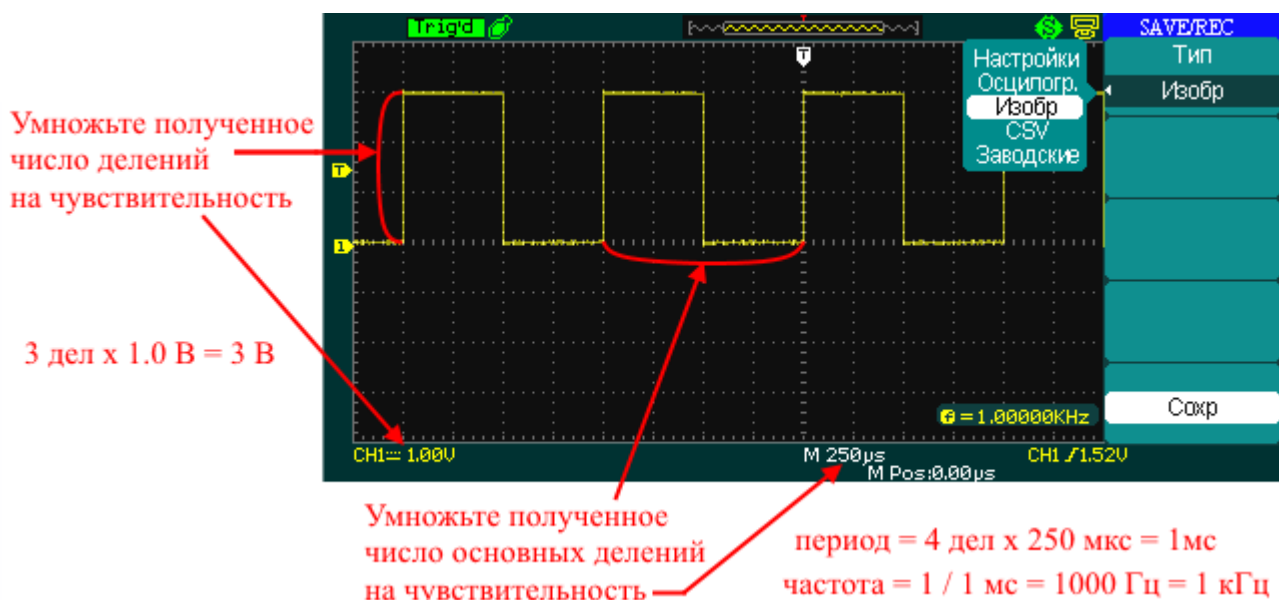 Trig'd
SAVE/REC
Тип
Изобр
Настройки
Осцилогр.
Изобр
CSV
Заводские
T
Умножьте полученное
число делений
на чувствительность
T
1
3 дел х 1.0 В = 3 В
f = 1.00000KHz
Сохр
CH1 1.00V
M 250µs
CH1 /1.52V
M Pos:0.00µs
Умножьте полученное
число основных делений
на чувствительность
период = 4 дел х 250 мкс = 1мс
частота = 1 / 1 мс = 1000 Гц = 1 кГц